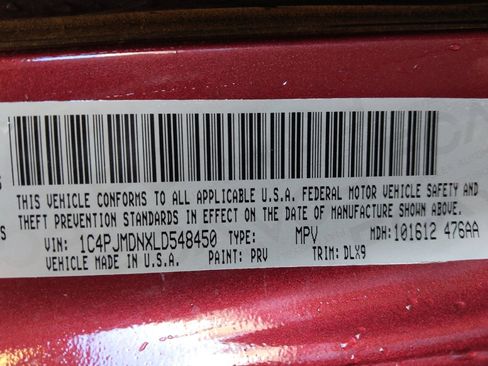 THIS VEHICLE CONFORMS TO ALL APPLICABLE U.S.A. FEDERAL MOTOR VEHICLE SAFETY AND
THEFT PREVENTION STANDARDS IN EFFECT ON THE DATE OF MANUFACTURE SHOWN ABOVE.
VIN: 1C4PJMDNXLD548450 TYPE: MPV MDH: 101612 476AA
VEHICLE MADE IN U.S.A. PAINT: PRV TRIM: DLX9